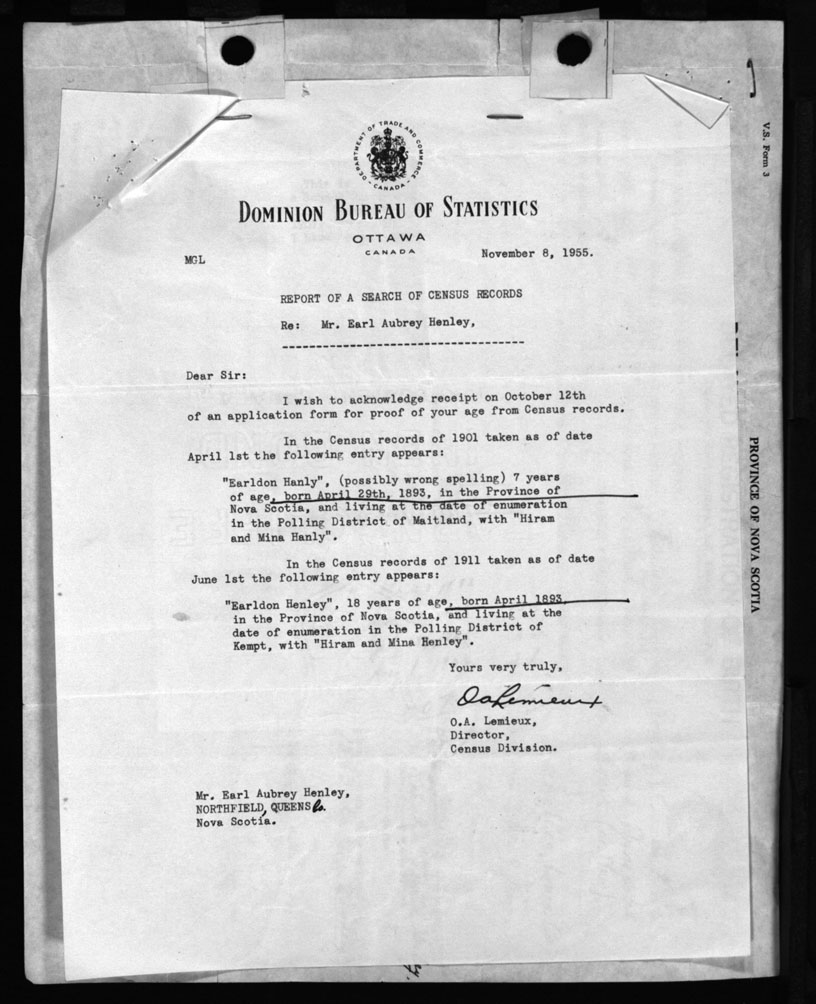 V.S. Form 3
DEPARTMENT OF TRADE AND COMMERCE
- CANADA -
DOMINION BUREAU OF STATISTICS
OTTAWA
CANADA
MGL
November 8, 1955.
REPORT OF A SEARCH OF CENSUS RECORDS
Re: Mr. Earl Aubrey Henley,
-----------------------------------
Dear Sir:
I wish to acknowledge receipt on October 12th
of an application form for proof of your age from Census records.
In the Census records of 1901 taken as of date
April 1st the following entry appears:
"Earldon Hanly", (possibly wrong spelling) 7 years
of age, born April 29th, 1893, in the Province of
Nova Scotia, and living at the date of enumeration
in the Polling District of Maitland, with "Hiram
and Mina Hanly".
In the Census records of 1911 taken as of date
June 1st the following entry appears:
"Earldon Henley", 18 years of age, born April 1893
in the Province of Nova Scotia, and living at the
date of enumeration in the Polling District of
Kempt, with "Hiram and Mina Henley".
Yours very truly,
OALemieux
O.A. Lemieux,
Director,
Census Division.
Mr. Earl Aubrey Henley,
NORTHFIELD, QUEENS Co.
Nova Scotia.
PROVINCE OF NOVA SCOTIA